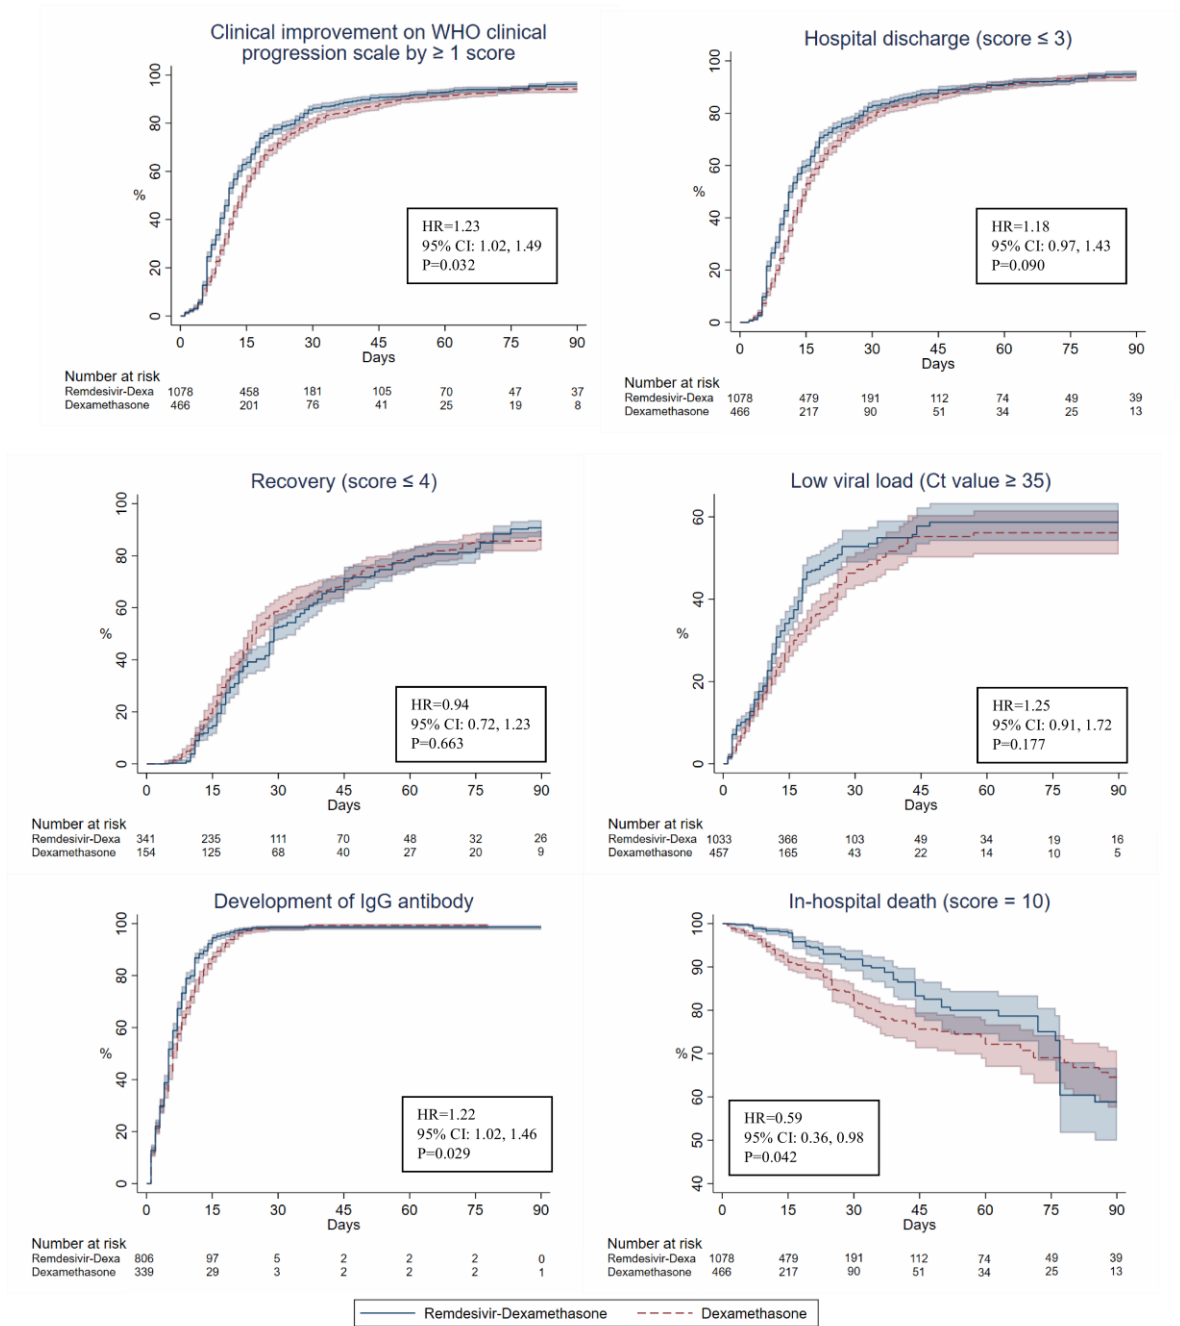 Clinical improvement on WHO clinical
progression scale by ≥ 1 score
100
80
60
40
20
0
%
HR=1.23
95% CI: 1.02, 1.49
P=0.032
0 15 30 45 60 75 90
Days
Number at risk
Remdesivir-Dexa 1078 458 181 105 70 47 37
Dexamethasone 466 201 76 41 25 19 8
Hospital discharge (score ≤ 3)
100
80
60
40
20
0
%
HR=1.18
95% CI: 0.97, 1.43
P=0.090
0 15 30 45 60 75 90
Days
Number at risk
Remdesivir-Dexa 1078 479 191 112 74 49 39
Dexamethasone 466 217 90 51 34 25 13
Recovery (score ≤ 4)
100
80
60
40
20
0
%
HR=0.94
95% CI: 0.72, 1.23
P=0.663
0 15 30 45 60 75 90
Days
Number at risk
Remdesivir-Dexa 341 235 111 70 48 32 26
Dexamethasone 154 125 68 40 27 20 9
Low viral load (Ct value ≥ 35)
60
40
20
0
%
HR=1.25
95% CI: 0.91, 1.72
P=0.177
0 15 30 45 60 75 90
Days
Number at risk
Remdesivir-Dexa 1033 366 103 49 34 19 16
Dexamethasone 457 165 43 22 14 10 5
Development of IgG antibody
100
80
60
40
20
0
%
HR=1.22
95% CI: 1.02, 1.46
P=0.029
0 15 30 45 60 75 90
Days
Number at risk
Remdesivir-Dexa 806 97 5 2 2 2 0
Dexamethasone 339 29 3 2 2 2 1
In-hospital death (score = 10)
100
90
80
70
60
50
40
%
HR=0.59
95% CI: 0.36, 0.98
P=0.042
0 15 30 45 60 75 90
Days
Number at risk
Remdesivir-Dexa 1078 479 191 112 74 49 39
Dexamethasone 466 217 90 51 34 25 13
Remdesivir-Dexamethasone Dexamethasone